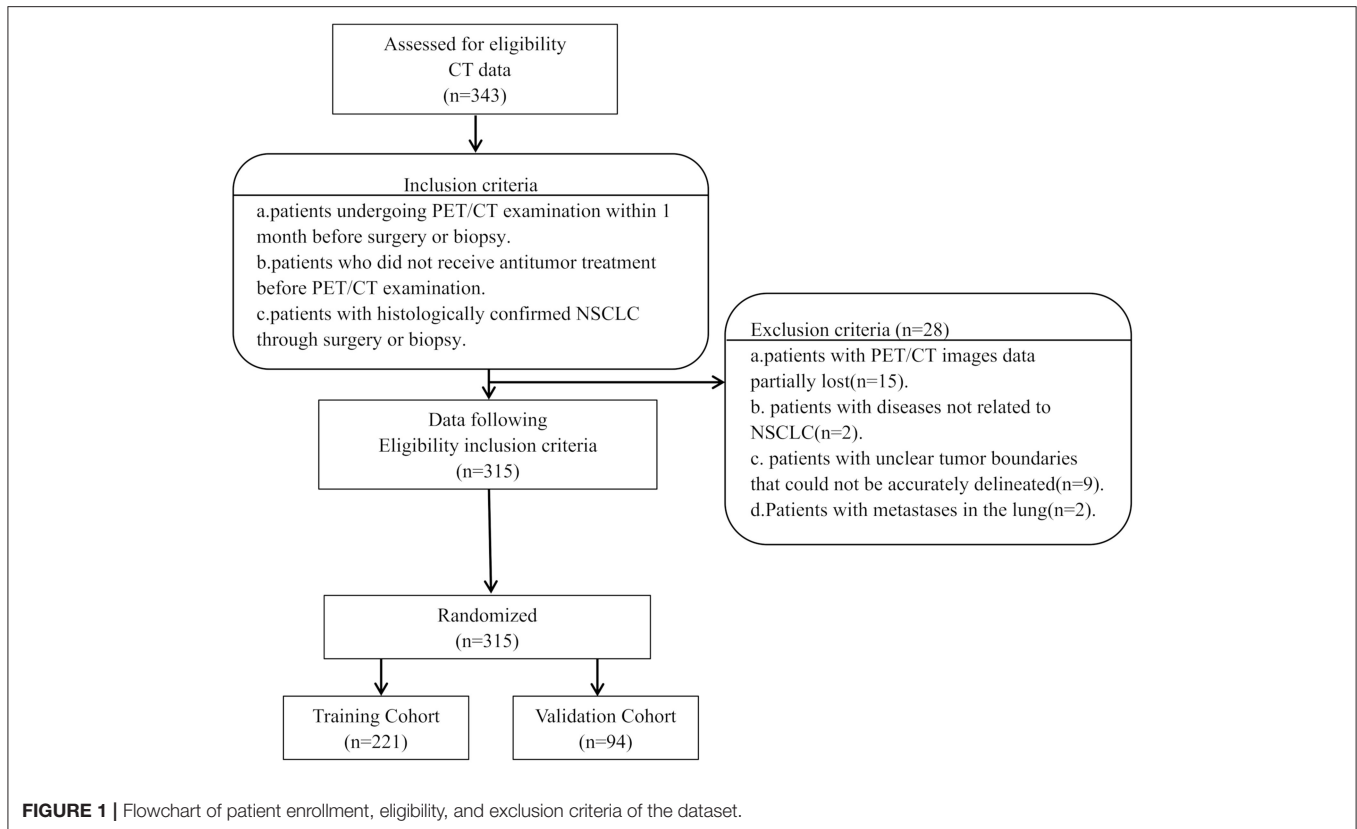 Assessed for eligibility
CT data
(n=343)
Inclusion criteria
a.patients undergoing PET/CT examination within 1
month before surgery or biopsy.
b.patients who did not receive antitumor treatment
before PET/CT examination.
c.patients with histologically confirmed NSCLC
through surgery or biopsy.
Exclusion criteria (n=28)
a.patients with PET/CT images data
partially lost(n=15).
b. patients with diseases not related to
NSCLC(n=2).
c. patients with unclear tumor boundaries
that could not be accurately delineated(n=9).
d.Patients with metastases in the lung(n=2).
Data following
Eligibility inclusion criteria
(n=315)
Randomized
(n=315)
Training Cohort
(n=221)
Validation Cohort
(n=94)
FIGURE 1 | Flowchart of patient enrollment, eligibility, and exclusion criteria of the dataset.